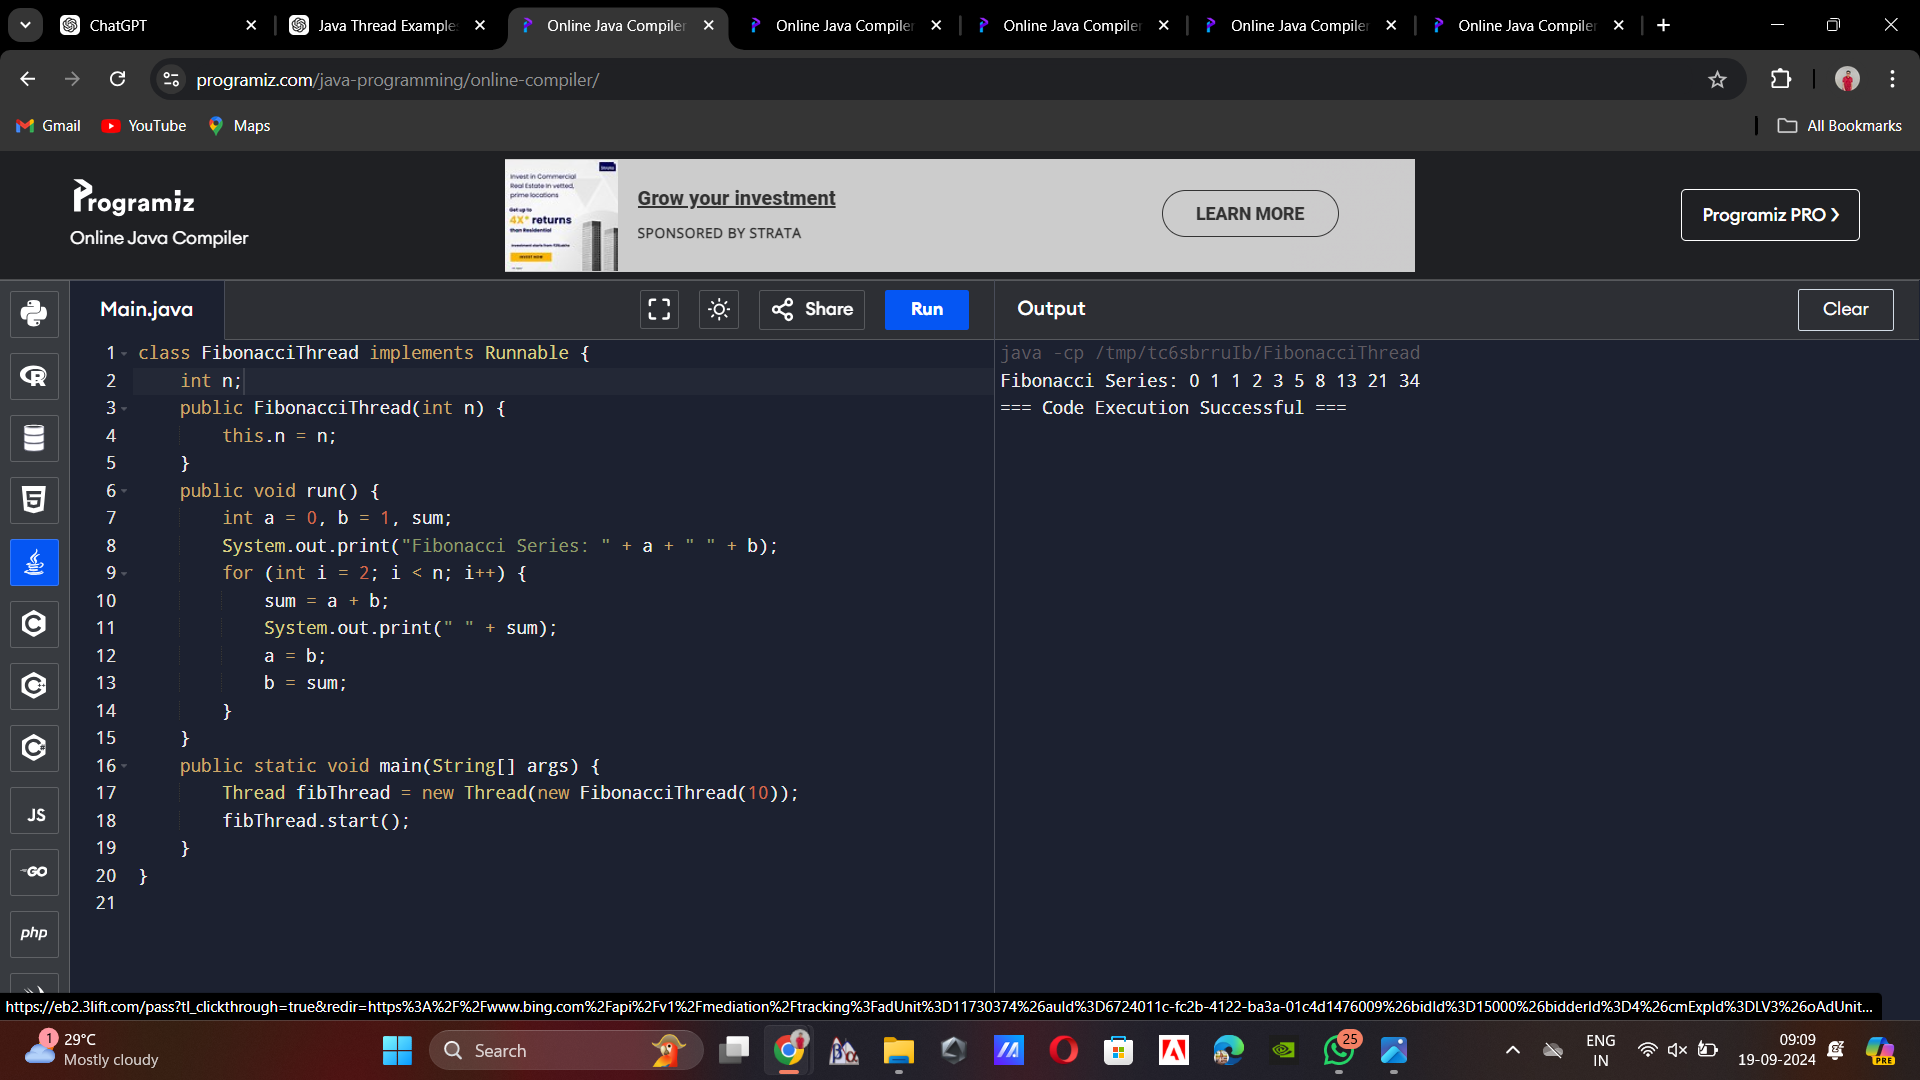 ChatGPT
Java Thread Example
Online Java Compiler
Online Java Compiler
Online Java Compiler
Online Java Compiler
Online Java Compiler
programiz.com/java-programming/online-compiler/
Gmail
YouTube
Maps
All Bookmarks
Programiz
Online Java Compiler
Invest in Commercial
Real Estate in vetted,
prime locations
Get up to
4X* returns
than Residential
INVEST NOW
Grow your investment
SPONSORED BY STRATA
LEARN MORE
Programiz PRO ❯
Main.java
Share
Run
Output
Clear
1 class FibonacciThread implements Runnable {
2 int n;
3 public FibonacciThread(int n) {
4 this.n = n;
5 }
6 public void run() {
7 int a = 0, b = 1, sum;
8 System.out.print("Fibonacci Series: " + a + " " + b);
9 for (int i = 2; i < n; i++) {
10 sum = a + b;
11 System.out.print(" " + sum);
12 a = b;
13 b = sum;
14 }
15 }
16 public static void main(String[] args) {
17 Thread fibThread = new Thread(new FibonacciThread(10));
18 fibThread.start();
19 }
20 }
21
java -cp /tmp/tc6sbrruIb/FibonacciThread
Fibonacci Series: 0 1 1 2 3 5 8 13 21 34
=== Code Execution Successful ===
R
5
C
C
C
JS
GO
php
https://eb2.3lift.com/pass?tl_clickthrough=true&redir=https%3A%2F%2Fwww.bing.com%2Fapi%2Fv1%2Fmediation%2Ftracking%3FadUnit%3D11730374%26auId%3D6724011c-fc2b-4122-ba3a-01c4d1476009%26bidId%3D15000%26bidderId%3D4%26cmExpId%3DLV3%26oAdUnit...
1
29°C
Mostly cloudy
Search
25
ENG
IN
09:09
19-09-2024
PRE